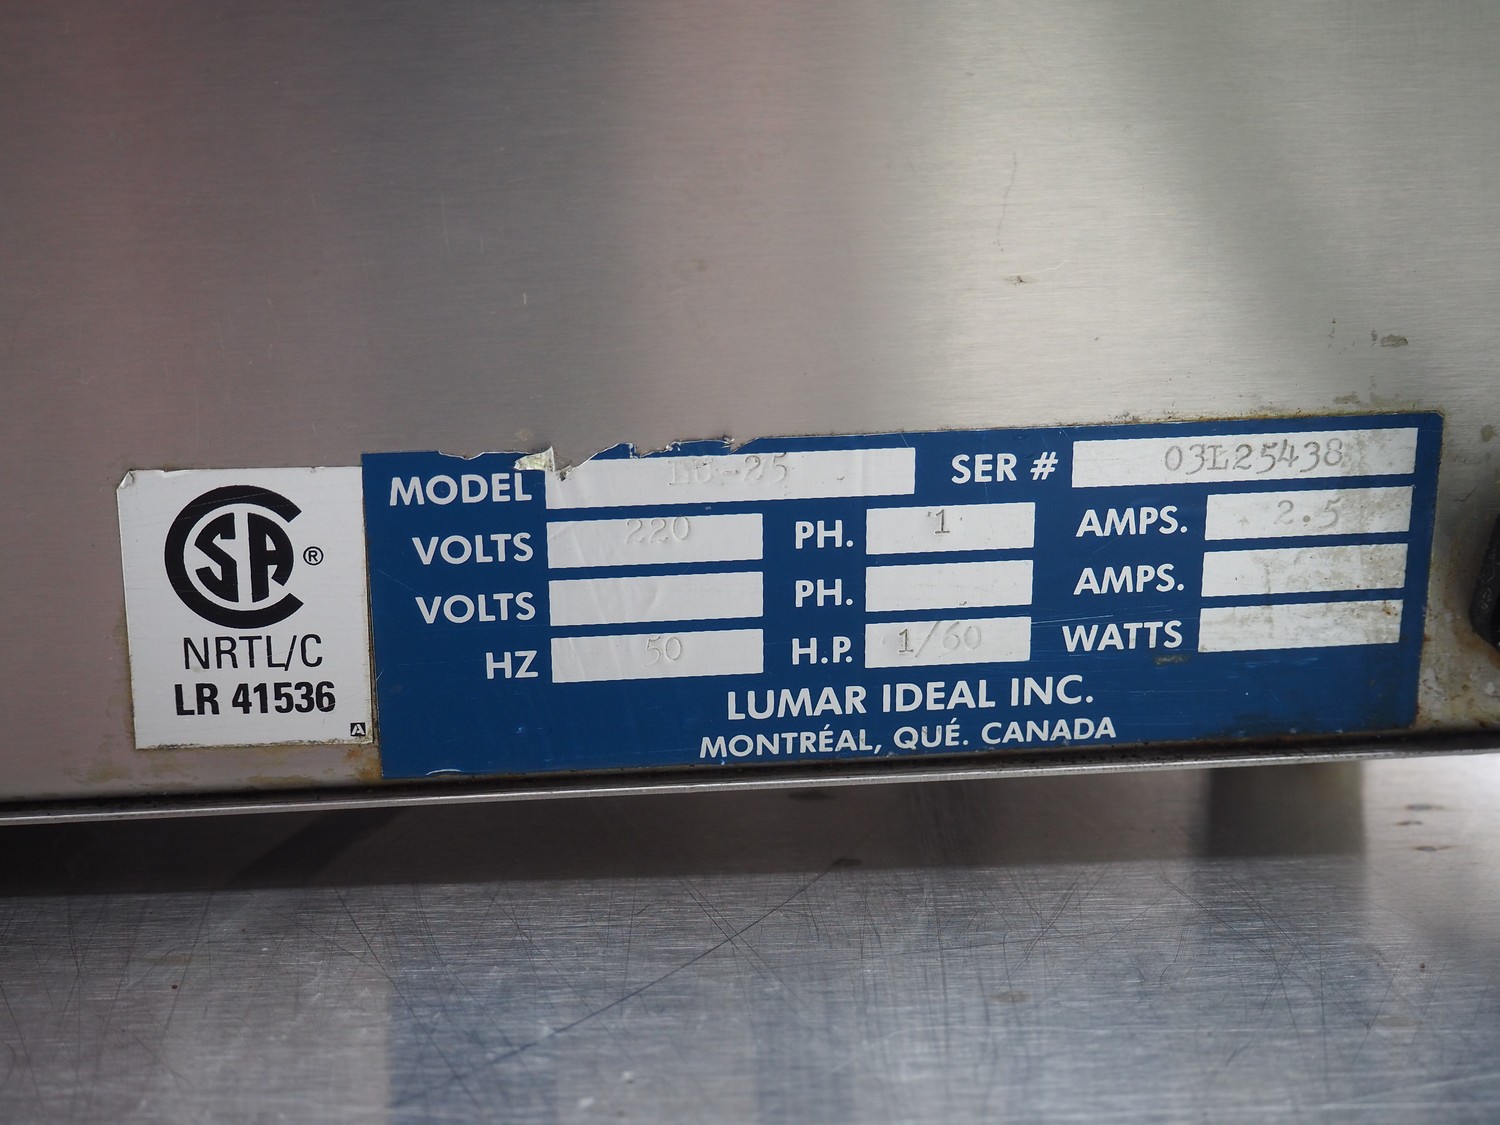 CSA ®
NRTL/C
LR 41536
A
MODEL SER # 03L25438
VOLTS 220 PH. 1 AMPS. 2.5
VOLTS PH. AMPS.
HZ 50 H.P. 1/60 WATTS
LUMAR IDEAL INC.
MONTRÉAL, QUÉ. CANADA